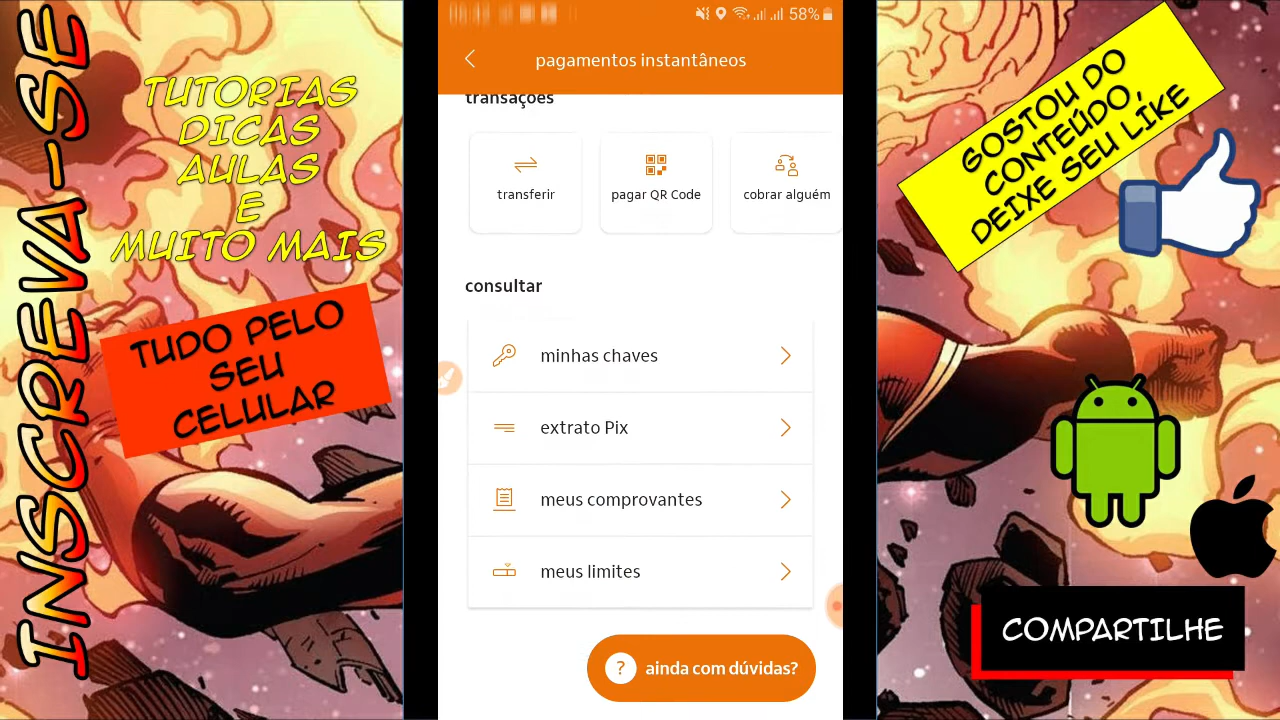 INSCREVA-SE
TUTORIAS
DICAS
AULAS
E
MUITO MAIS
TUDO PELO
SEU
CELULAR
58%
pagamentos instantâneos
transações
transferir
pagar QR Code
cobrar alguém
consultar
minhas chaves
extrato Pix
meus comprovantes
meus limites
? ainda com dúvidas?
GOSTOU DO
CONTEÚDO,
DEIXE SEU LIKE
COMPARTILHE